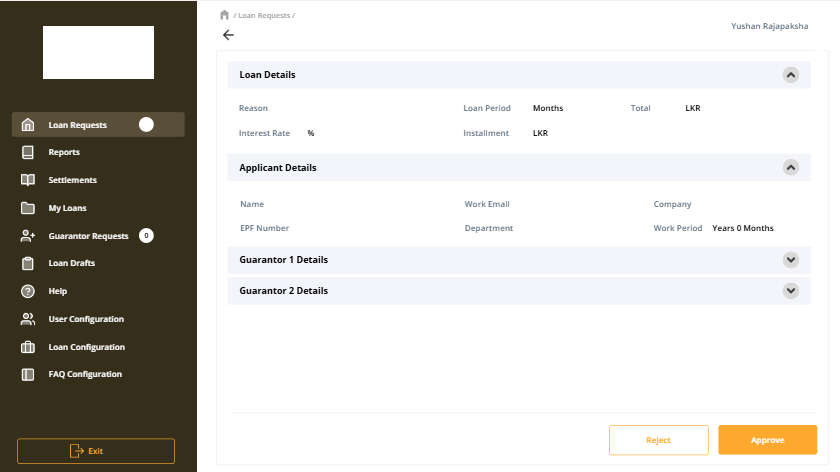 / Loan Requests /
Yushan Rajapaksha
Loan Requests
Reports
Settlements
My Loans
Guarantor Requests 0
Loan Drafts
Help
User Configuration
Loan Configuration
FAQ Configuration
Exit
Loan Details
Reason Loan Period Months Total LKR
Interest Rate % Installment LKR
Applicant Details
Name Work Email Company
EPF Number Department Work Period Years 0 Months
Guarantor 1 Details
Guarantor 2 Details
Reject Approve